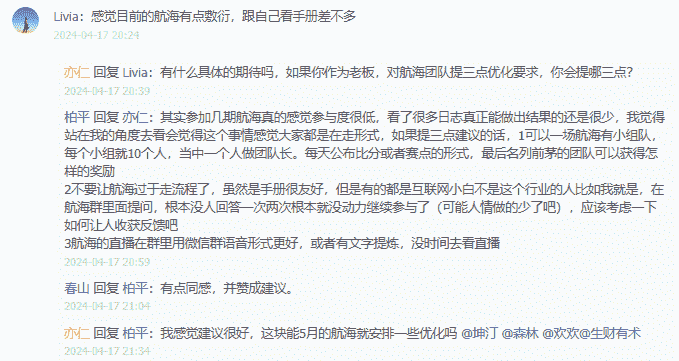 Livia：感觉目前的航海有点敷衍，跟自己看手册差不多
2024-04-17 20:24
亦仁 回复 Livia：有什么具体的期待吗，如果你作为老板，对航海团队提三点优化要求，你会提哪三点？
2024-04-17 20:39
柏平 回复 亦仁：其实参加几期航海真的感觉参与度很低，看了很多日志真正能做出结果的还是很少，我觉得
站在我的角度去看会觉得这个事情感觉大家都是在走形式，如果提三点建议的话，1可以一场航海有小组队，
每个小组就10个人，当中一个人做团队长。每天公布比分或者赛点的形式，最后名列前茅的团队可以获得怎
样的奖励
2不要让航海过于走流程了，虽然是手册很友好，但是有的都是互联网小白不是这个行业的人比如我就是，在
航海群里面提问，根本没人回答一次两次根本就没动力继续参与了（可能人情做的少了吧），应该考虑一下
如何让人收获反馈吧
3航海的直播在群里用微信群语音形式更好，或者有文字提炼，没时间去看直播
2024-04-17 20:59
春山 回复 柏平：有点同感，并赞成建议。
2024-04-17 21:04
亦仁 回复 柏平：我感觉建议很好，这块能5月的航海就安排一些优化吗 @坤汀 @森林 @欢欢@生财有术
2024-04-17 21:34